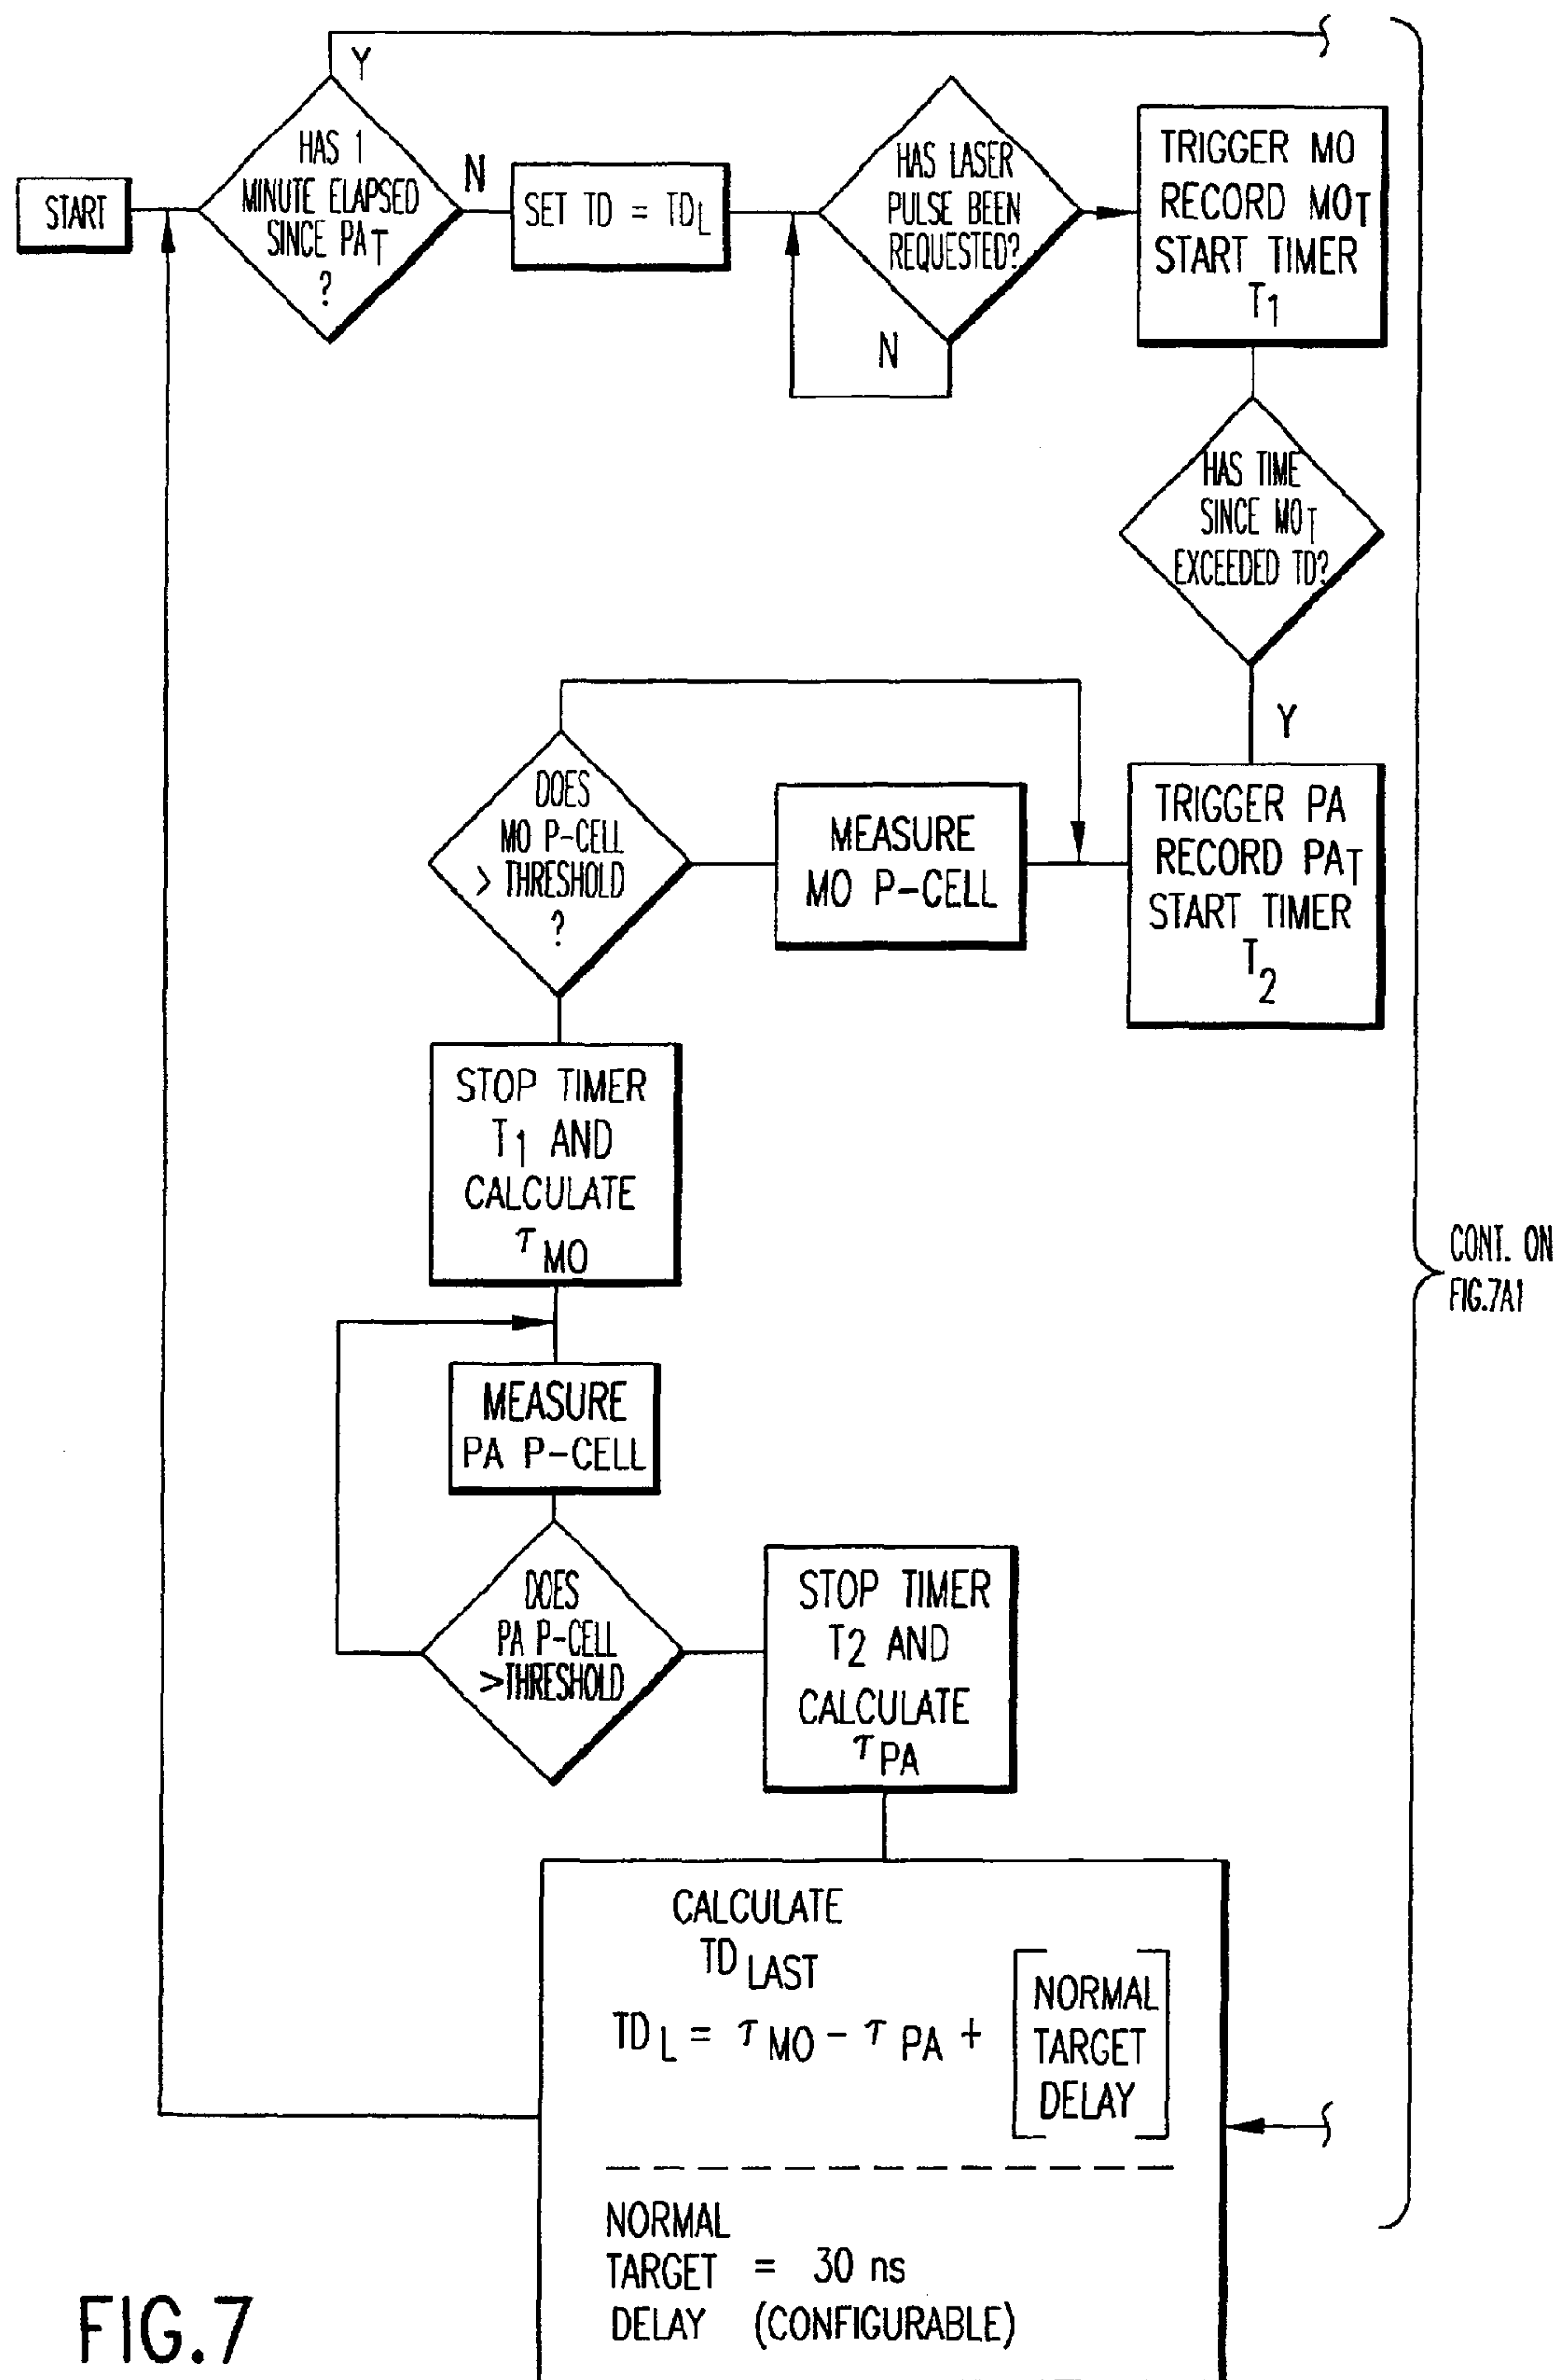 START
Y
HAS 1
MINUTE ELAPSED
SINCE PAT
?
N
SET TD = TDL
HAS LASER
PULSE BEEN
REQUESTED?
N
TRIGGER MO
RECORD MOT
START TIMER
T1
HAS TIME
SINCE MOT
EXCEEDED TD?
Y
TRIGGER PA
RECORD PAT
START TIMER
T2
MEASURE
MO P-CELL
DOES
MO P-CELL
> THRESHOLD
?
STOP TIMER
T1 AND
CALCULATE
τ MO
MEASURE
PA P-CELL
DOES
PA P-CELL
>THRESHOLD
STOP TIMER
T2 AND
CALCULATE
τ PA
CALCULATE
TD LAST
TD L = τ MO - τ PA + [NORMAL
TARGET
DELAY]
NORMAL
TARGET = 30 ns
DELAY (CONFIGURABLE)
CONT. ON
FIG.7A1
FIG.7